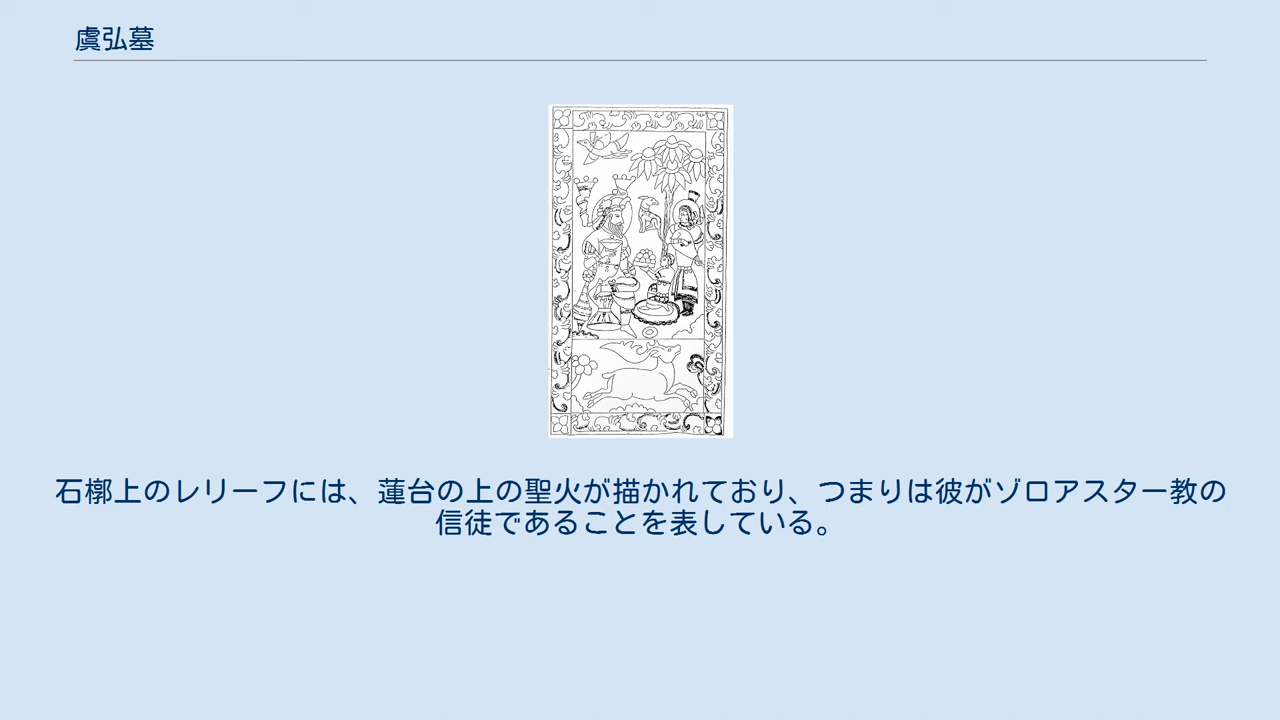 虞弘墓
石槨上のレリーフには、蓮台の上の聖火が描かれており、つまりは彼がゾロアスター教の
信徒であることを表している。